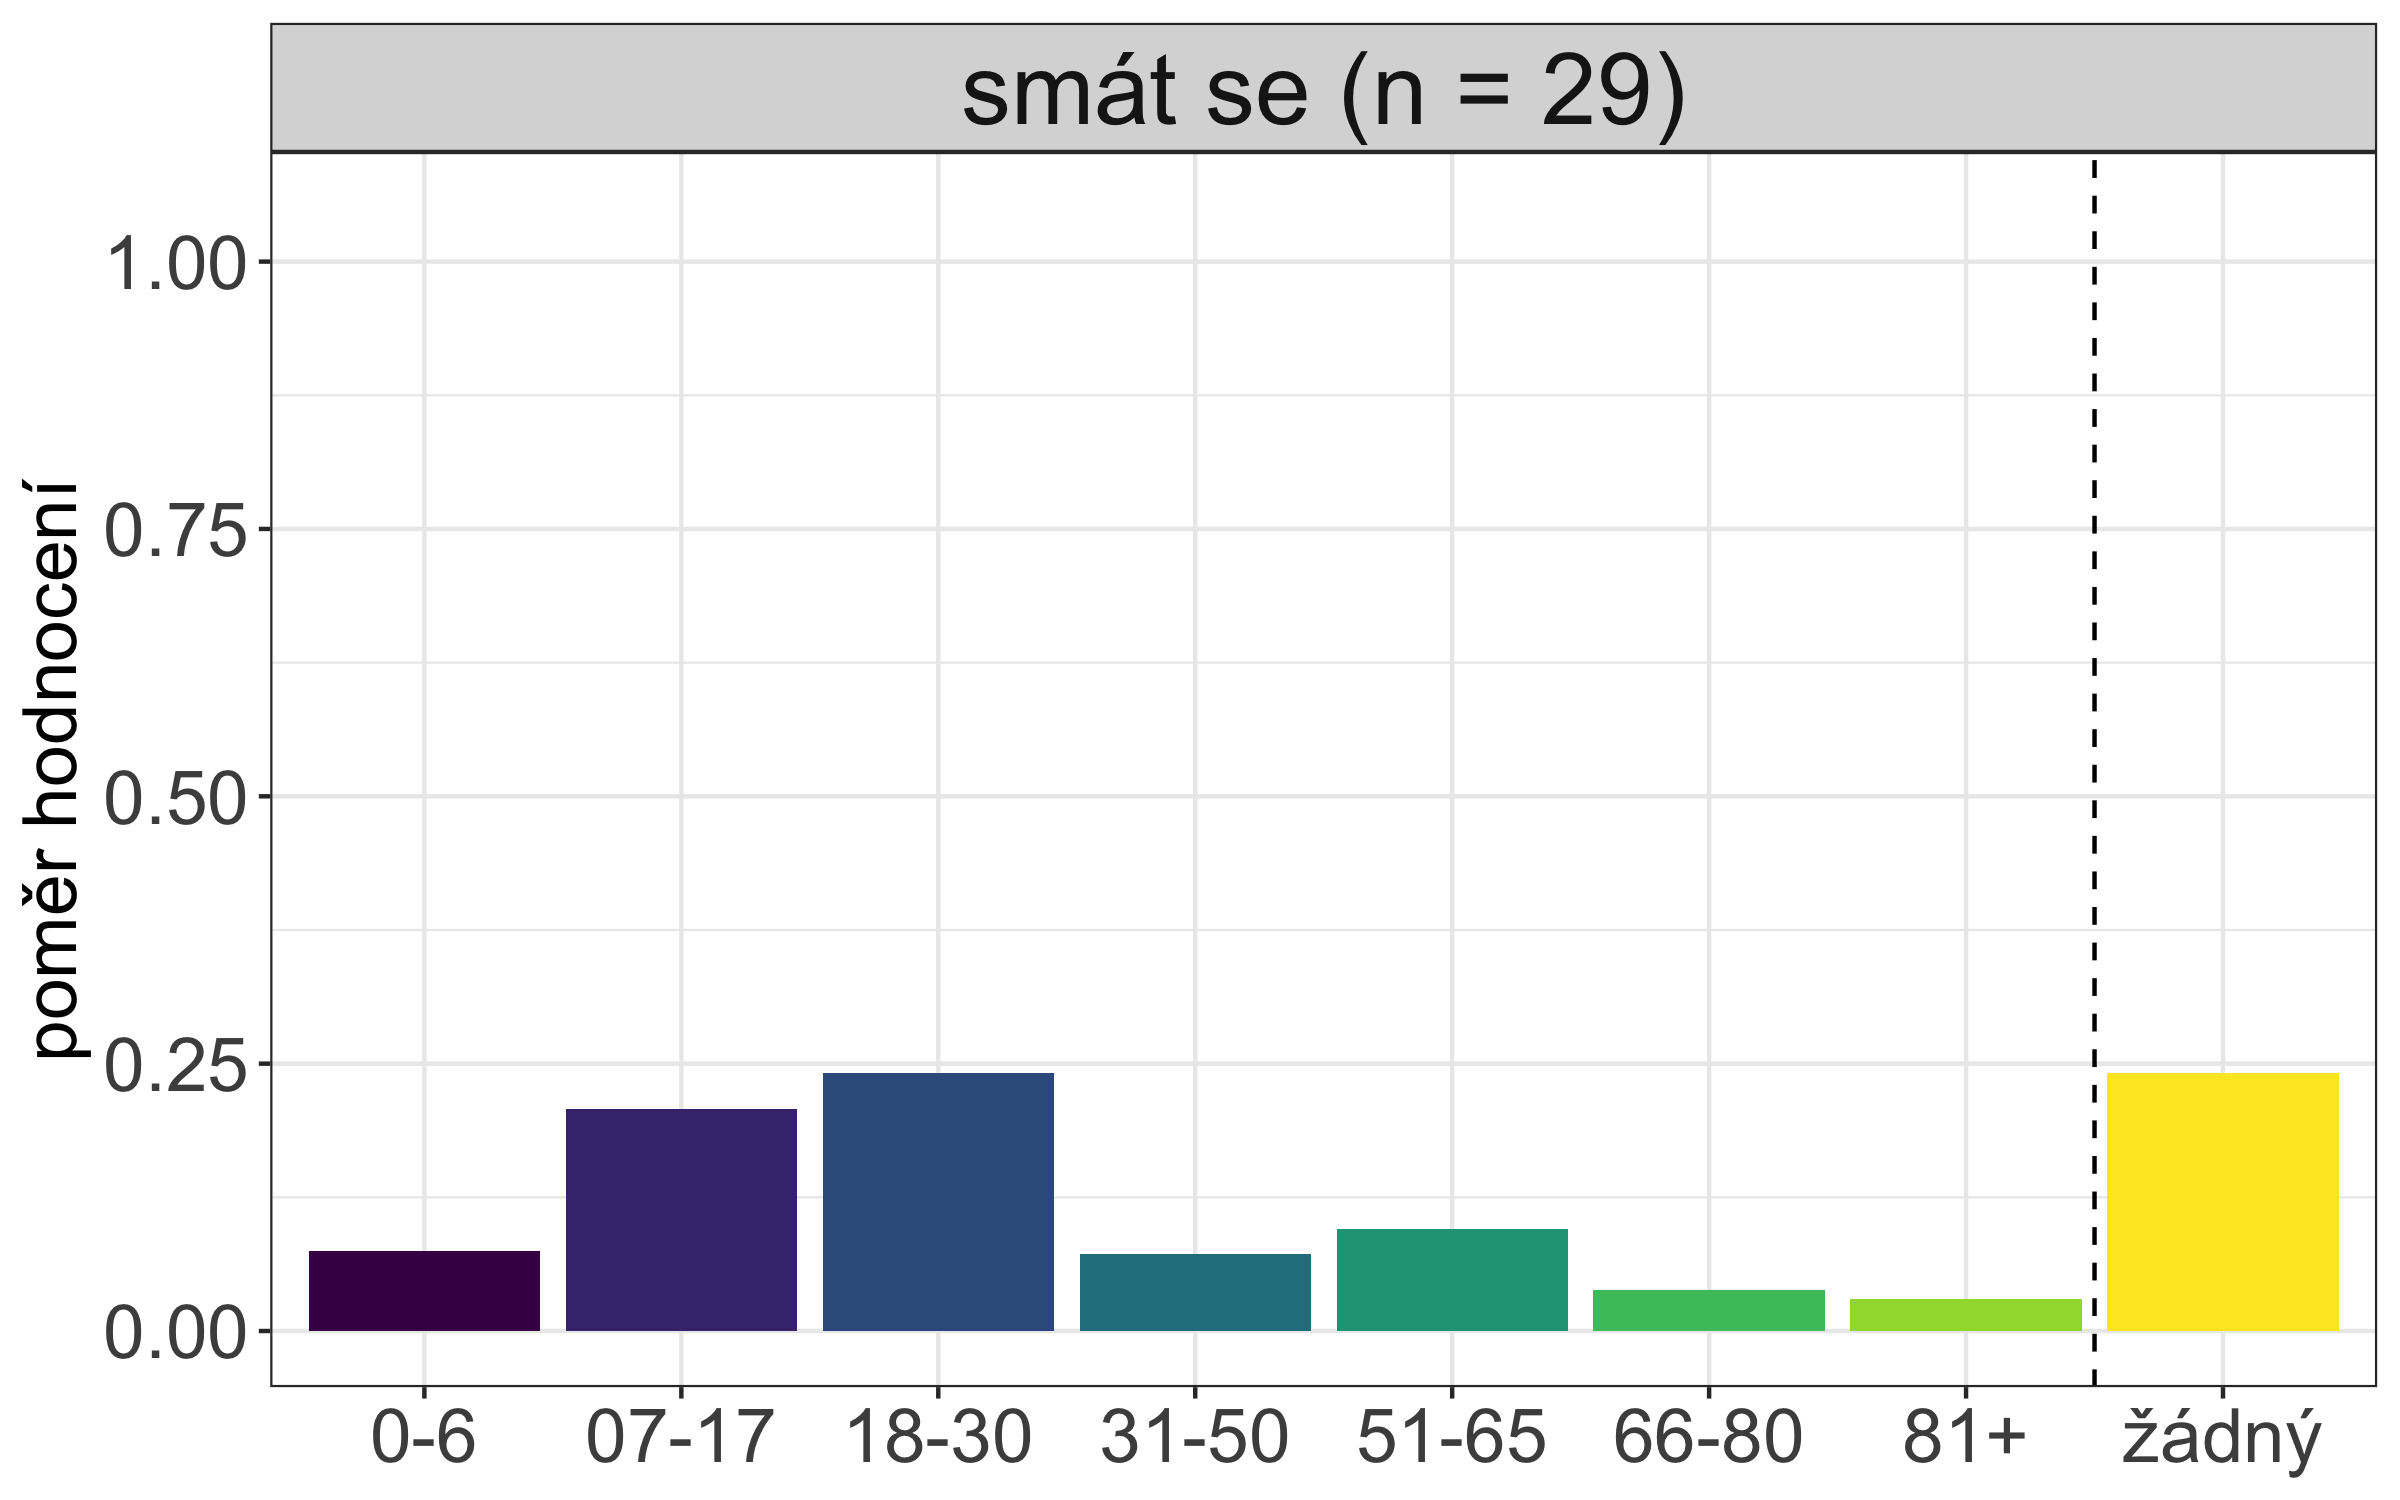 smát se (n = 29)
poměr hodnocení
1.00
0.75
0.50
0.25
0.00
0-6 07-17 18-30 31-50 51-65 66-80 81+ žádný